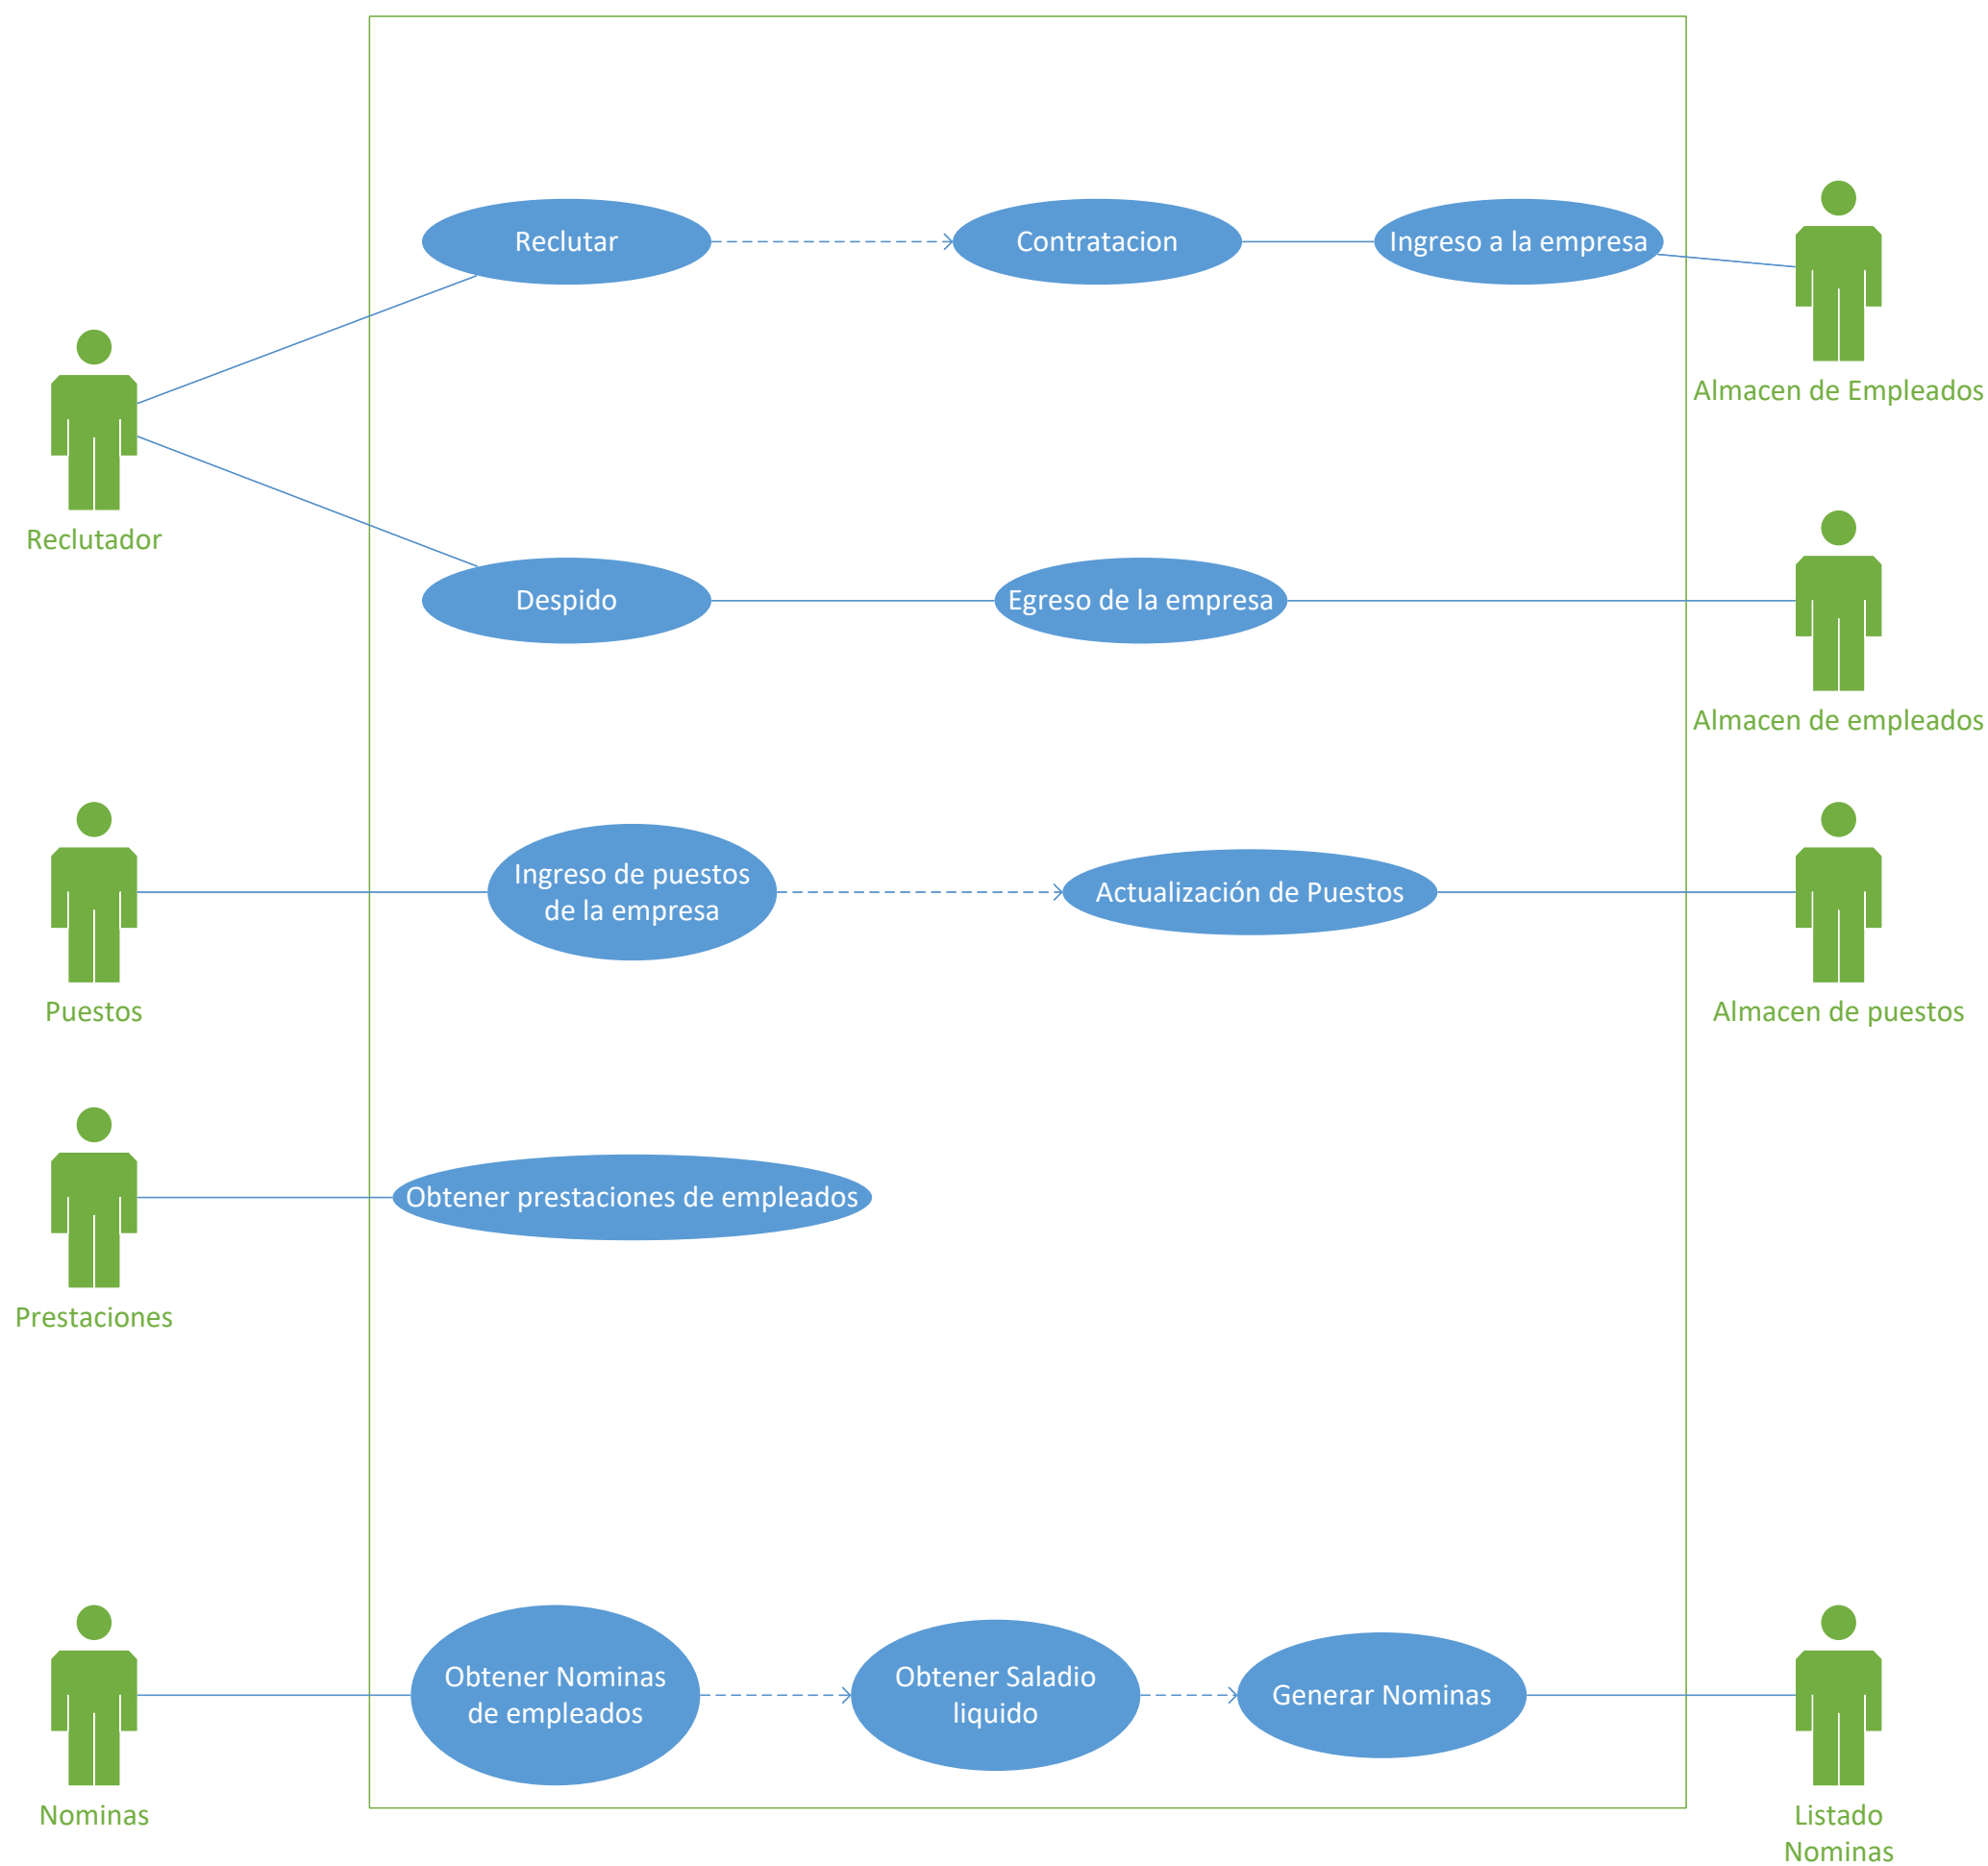 Reclutar
Contratacion
Ingreso a la empresa
Almacen de Empleados
Reclutador
Despido
Egreso de la empresa
Almacen de empleados
Ingreso de puestos
de la empresa
Actualización de Puestos
Puestos
Almacen de puestos
Obtener prestaciones de empleados
Prestaciones
Obtener Nominas
de empleados
Obtener Saladio
liquido
Generar Nominas
Nominas
Listado
Nominas